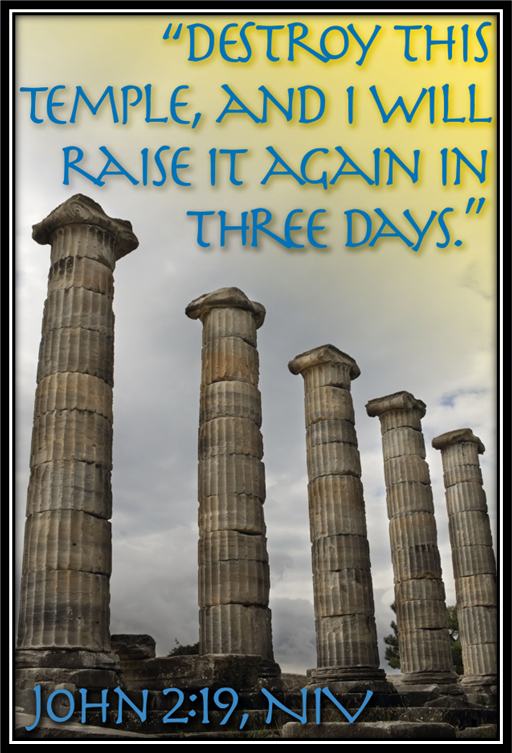 “DESTROY THIS
TEMPLE, AND I WILL
RAISE IT AGAIN IN
THREE DAYS.”
JOHN 2:19, NIV